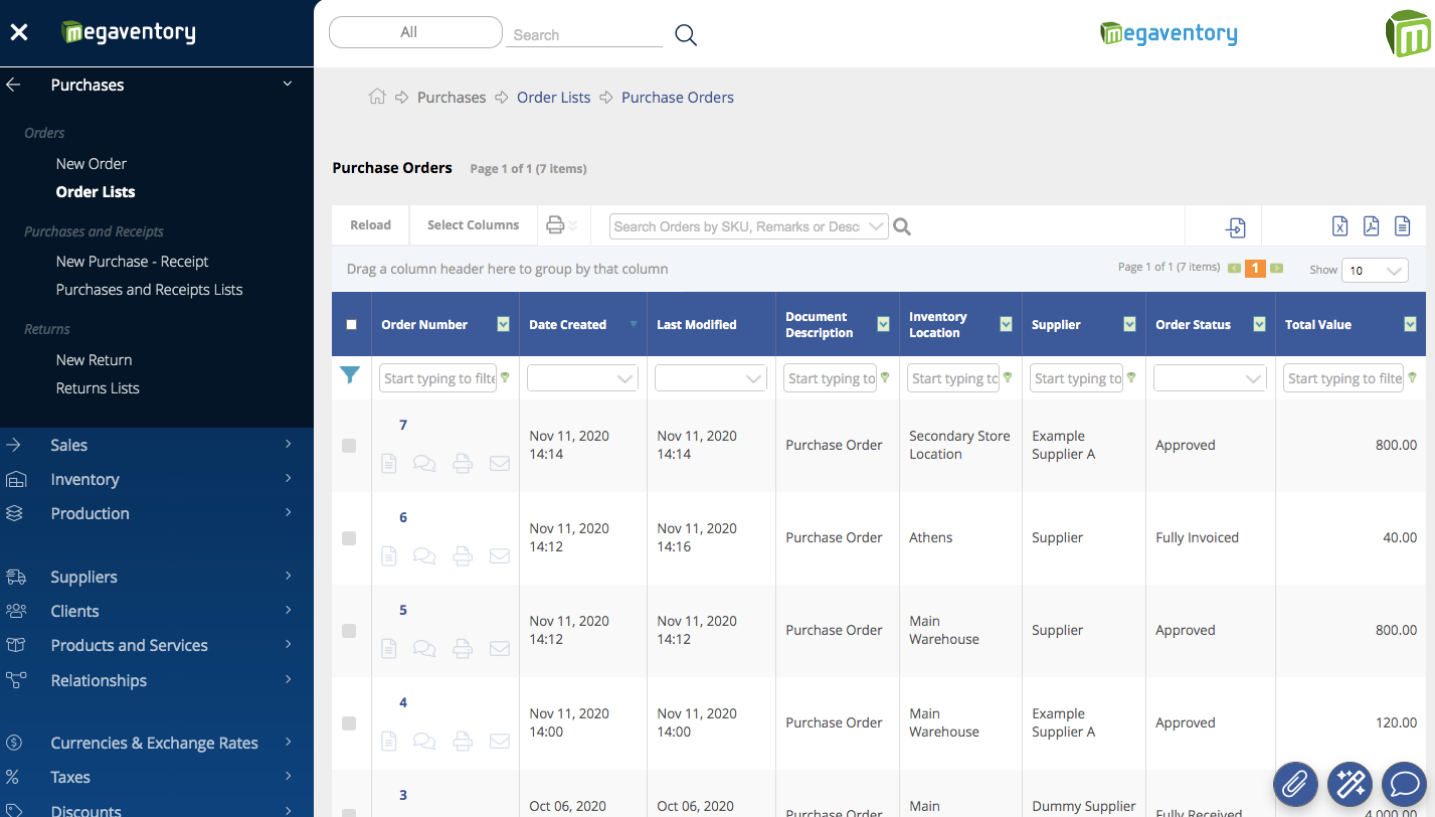 megaventory
All
Search
megaventory
Purchases
Orders
New Order
Order Lists
Purchases and Receipts
New Purchase - Receipt
Purchases and Receipts Lists
Returns
New Return
Returns Lists
Sales
Inventory
Production
Suppliers
Clients
Products and Services
Relationships
Currencies & Exchange Rates
Taxes
Discounts
Purchases
Order Lists
Purchase Orders
Purchase Orders
Page 1 of 1 (7 items)
Reload
Select Columns
Search Orders by SKU, Remarks or Desc
Drag a column header here to group by that column
Page 1 of 1 (7 items)
1
Show
10
Order Number
Date Created
Last Modified
Document
Description
Inventory
Location
Supplier
Order Status
Total Value
Start typing to filte
Start typing to
Start typing tc
Start typing to
Start typing to filte
7
Nov 11, 2020
14:14
Nov 11, 2020
14:14
Purchase Order
Secondary Store
Location
Example
Supplier A
Approved
800.00
6
Nov 11, 2020
14:12
Nov 11, 2020
14:16
Purchase Order
Athens
Supplier
Fully Invoiced
40.00
5
Nov 11, 2020
14:12
Nov 11, 2020
14:12
Purchase Order
Main
Warehouse
Supplier
Approved
800.00
4
Nov 11, 2020
14:00
Nov 11, 2020
14:00
Purchase Order
Main
Warehouse
Example
Supplier A
Approved
120.00
3
Oct 06, 2020
Oct 06, 2020
Purchase Order
Main
Dummy Supplier
Fully Received
4,000.00